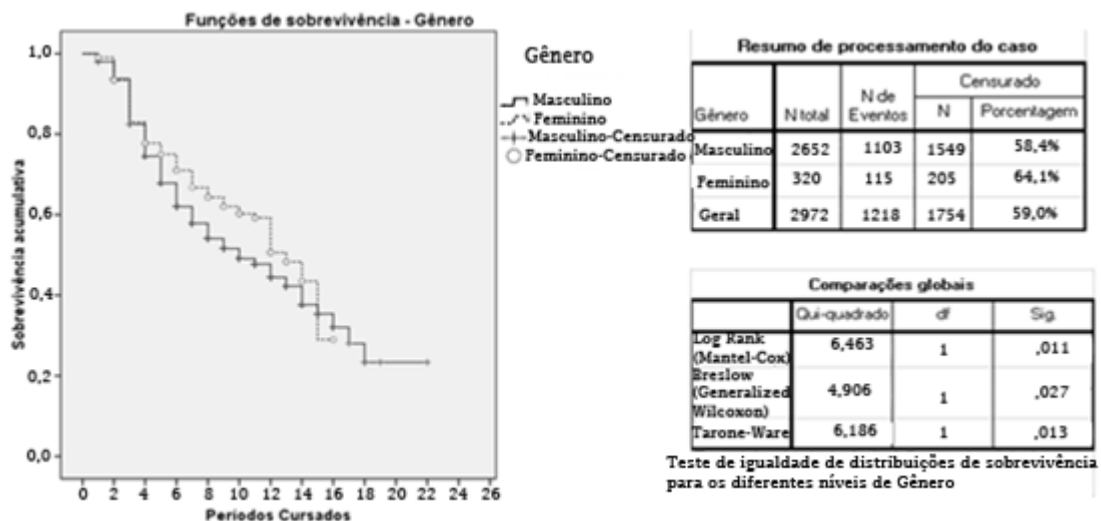 Funções de sobrevivência - Gênero
Sobrevivência acumulativa
1,0
0,8
0,6
0,4
0,2
0,0
0 2 4 6 8 10 12 14 16 18 20 22 24 26
Períodos Cursados
Gênero
Masculino
Feminino
Masculino-Censurado
Feminino-Censurado
Resumo de processamento do caso
Gênero N total N de Eventos Censurado
N Porcentagem
Masculino 2652 1103 1549 58,4%
Feminino 320 115 205 64,1%
Geral 2972 1218 1754 59,0%
Comparações globais
Qui-quadrado df Sig.
Log Rank
(Mantel-Cox) 6,463 1 ,011
Breslow
(Generalized 4,906 1 ,027
Wilcoxon)
Tarone-Ware 6,186 1 ,013
Teste de igualdade de distribuições de sobrevivência
para os diferentes níveis de Gênero